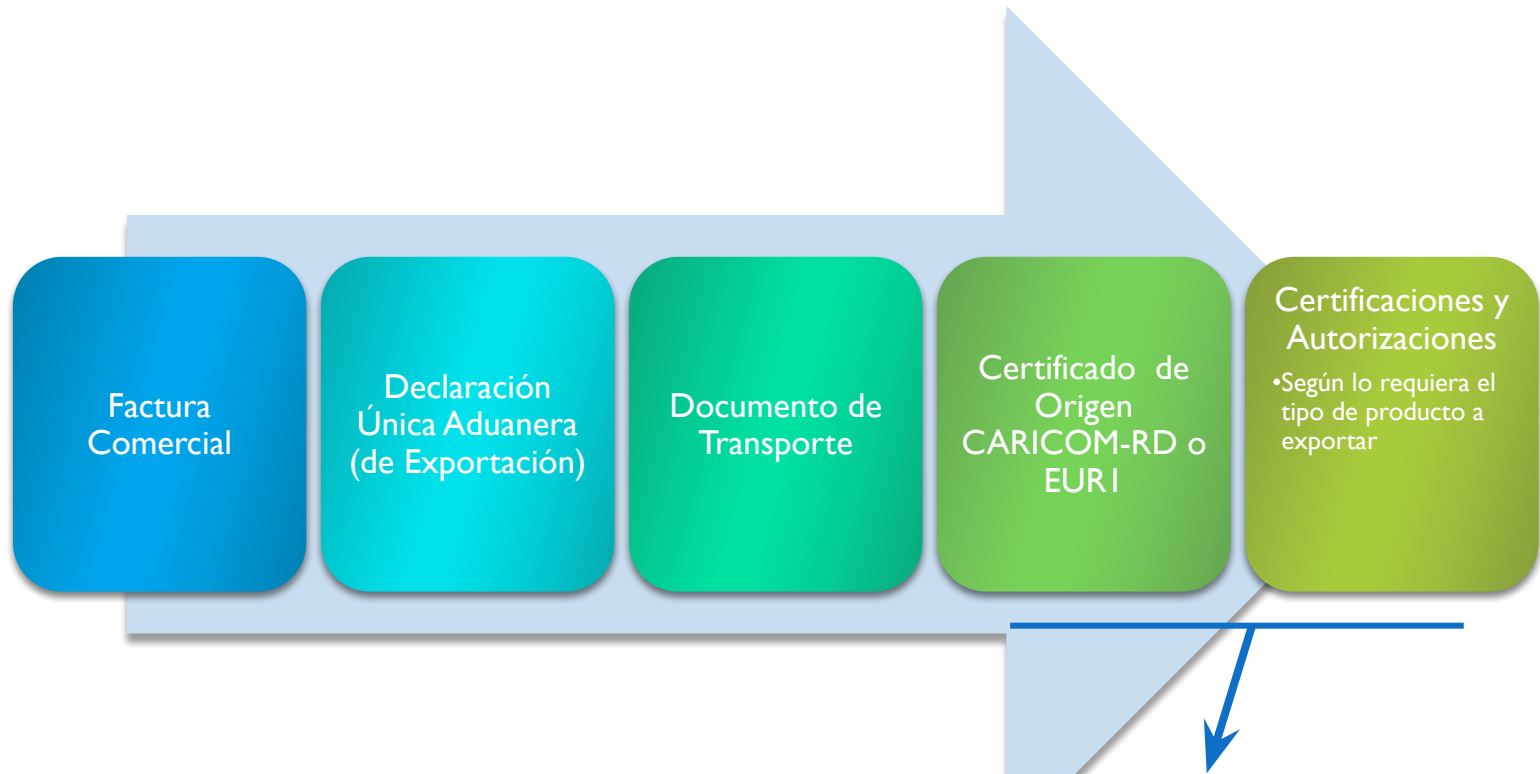 Factura
Comercial
Declaración
Única Aduanera
(de Exportación)
Documento de
Transporte
Certificado de
Origen
CARICOM-RD o
EUR1
Certificaciones y
Autorizaciones
•Según lo requiera el
tipo de producto a
exportar